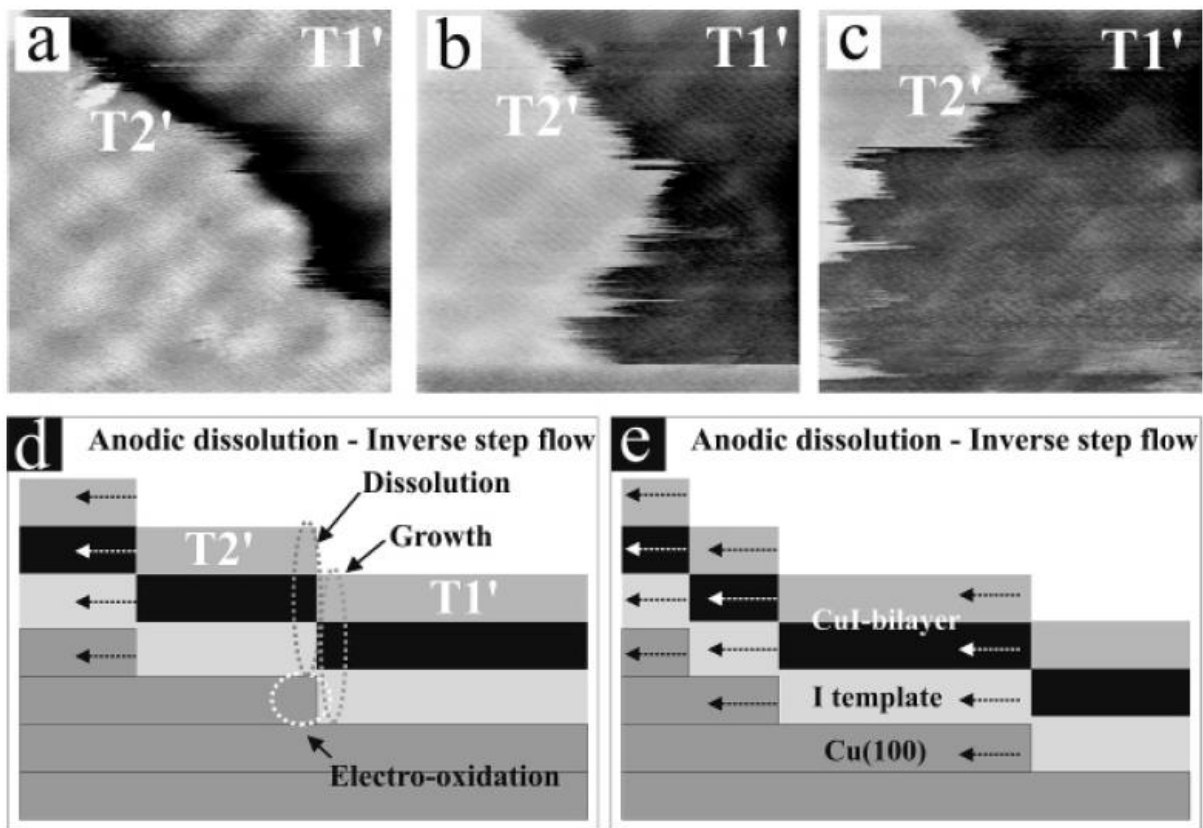 a
T1'
T2'
b
T1'
T2'
c
T1'
T2'
d
Anodic dissolution - Inverse step flow
Dissolution
Growth
T2'
T1'
Electro-oxidation
e
Anodic dissolution - Inverse step flow
CuI-bilayer
I template
Cu(100)